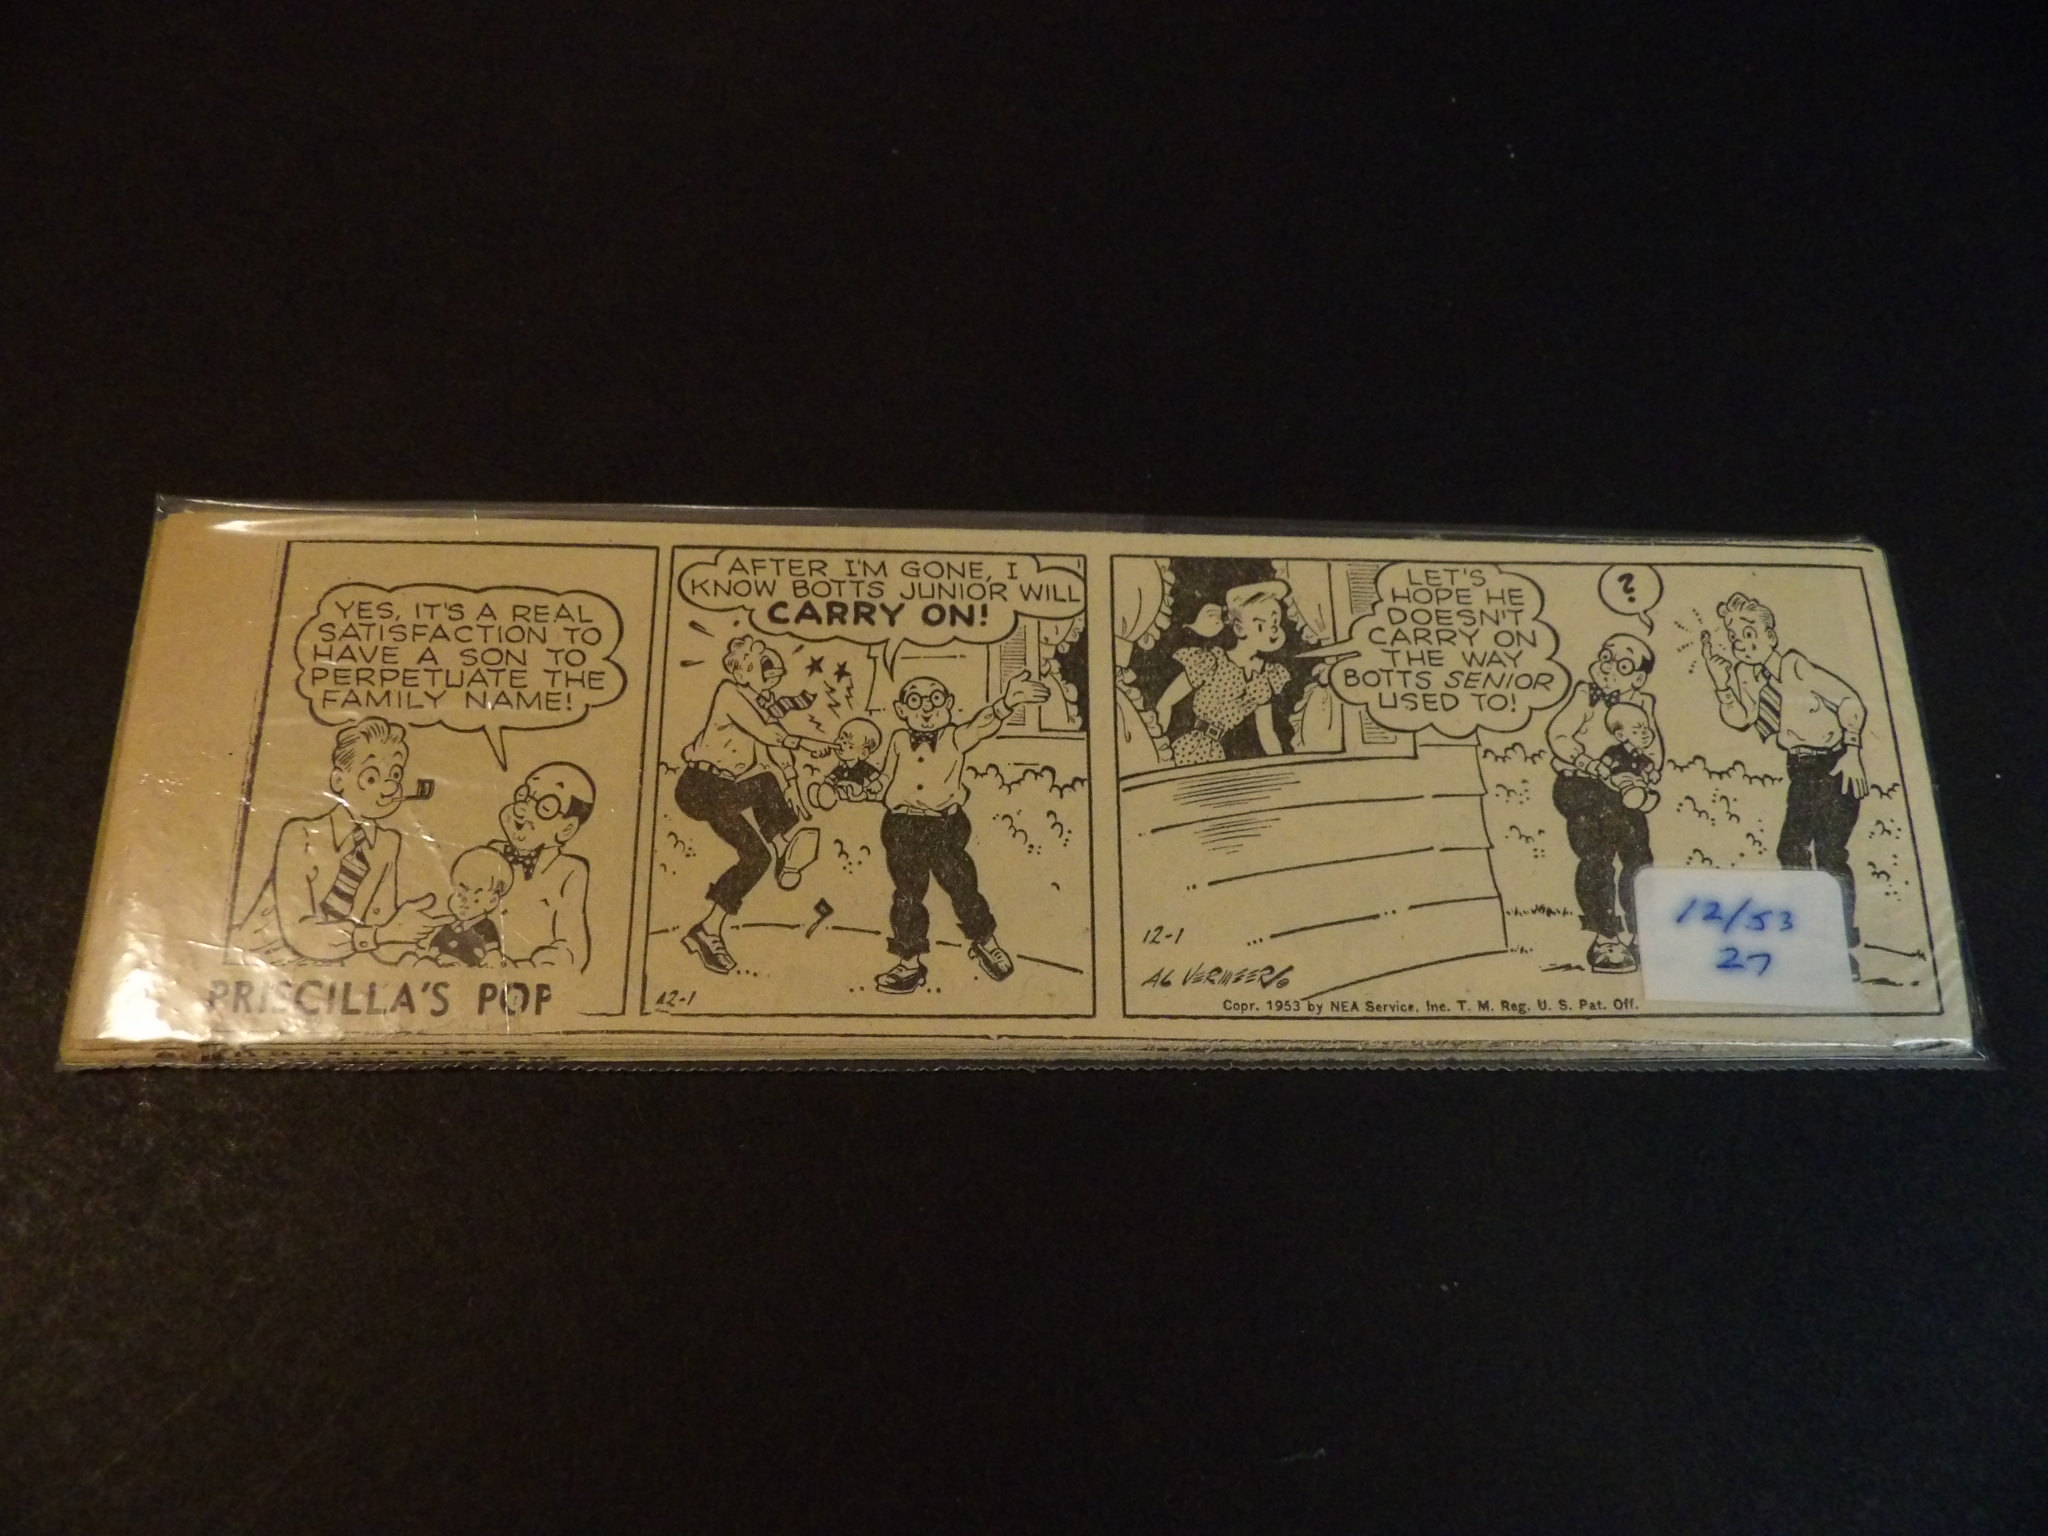 YES, IT'S A REAL
SATISFACTION TO
HAVE A SON TO
PERPETUATE THE
FAMILY NAME!
PRISCILLA'S POP
AFTER I'M GONE, I
KNOW BOTTS JUNIOR WILL
CARRY ON!
12-1
LET'S
HOPE HE
DOESN'T
CARRY ON
THE WAY
BOTTS SENIOR
USED TO!
?
12-1
AL VERMEER
Copr. 1953 by NEA Service, Inc. T. M. Reg. U. S. Pat. Off.
12/53
27